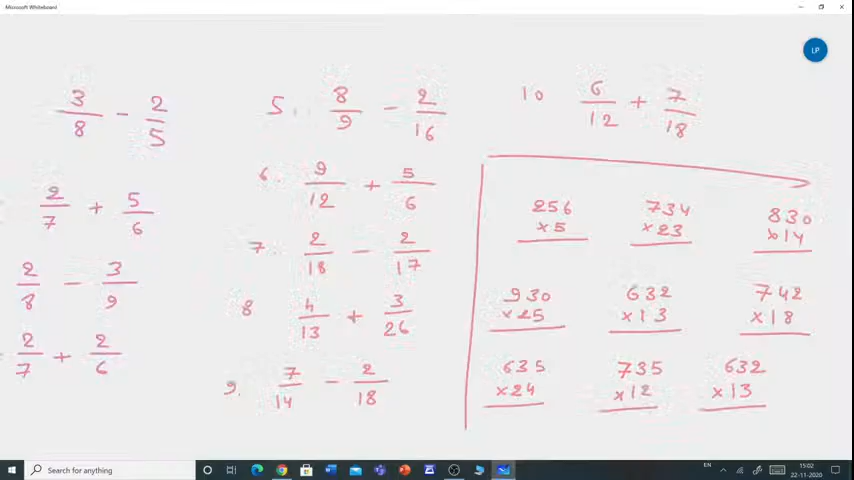 Microsoft Whiteboard
LP
3/8 - 2/5
2/7 + 5/6
2/8 - 3/9
2/7 + 2/6
5. 8/9 - 2/16
6. 9/12 + 5/6
7 2/18 - 2/17
8 4/13 + 3/26
9. 7/14 - 2/18
10 6/12 + 7/18
256 734 830
×5 ×23 ×14
930 632 742
×25 ×13 ×18
635 735 632
×24 ×12 ×13
Search for anything
EN
15:02
22-11-2020